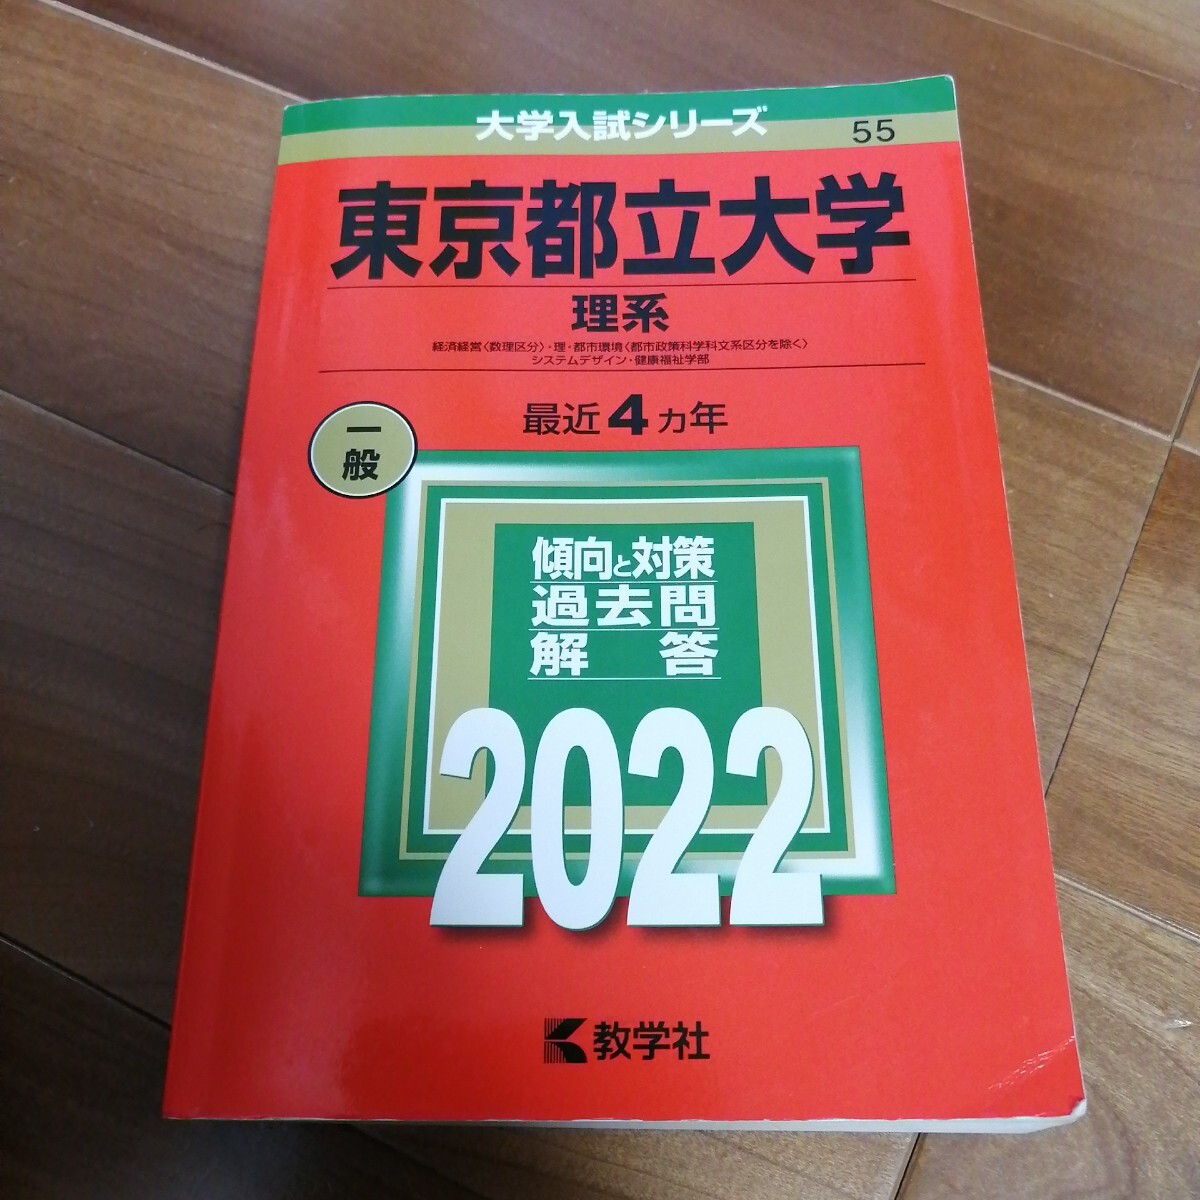 大学入試シリーズ
55
東京都立大学
理系
経済経営〈数理区分〉・理・都市環境〈都市政策科学科文系区分を除く〉
システムデザイン・健康福祉学部
最近4カ年
一般
傾向と対策
過去問
解答
2022
教学社